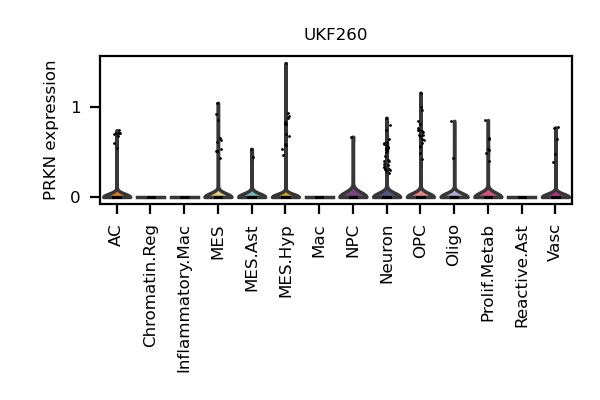 UKF260
PRKN expression
1
0
AC
Chromatin.Reg
Inflammatory.Mac
MES
MES.Ast
MES.Hyp
Mac
NPC
Neuron
OPC
Oligo
Prolif.Metab
Reactive.Ast
Vasc